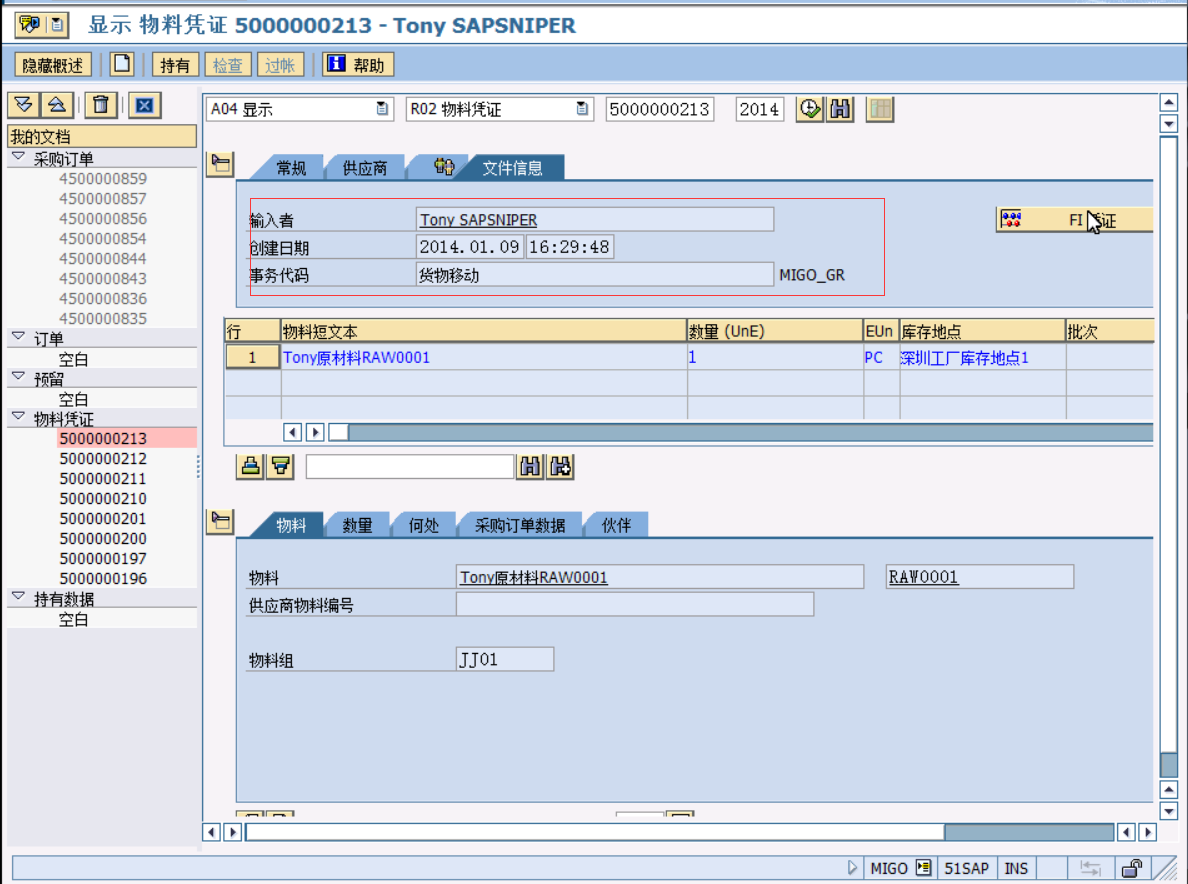 显示 物料凭证 5000000213 - Tony SAPSNIPER
隐藏概述 持有 检查 过帐 帮助
A04 显示 R02 物料凭证 5000000213 2014
我的文档
采购订单
4500000859
4500000857
4500000856
4500000854
4500000844
4500000843
4500000836
4500000835
订单
空白
预留
空白
物料凭证
5000000213
5000000212
5000000211
5000000210
5000000201
5000000200
5000000197
5000000196
持有数据
空白
常规 供应商 文件信息
输入者 Tony SAPSNIPER FI 凭证
创建日期 2014.01.09 16:29:48
事务代码 货物移动 MIGO_GR
行 物料短文本 数量 (UnE) EUn 库存地点 批次
1 Tony原材料RAW0001 1 PC 深圳工厂库存地点1
物料 数量 何处 采购订单数据 伙伴
物料 Tony原材料RAW0001 RAW0001
供应商物料编号
物料组 JJ01
MIGO 51SAP INS